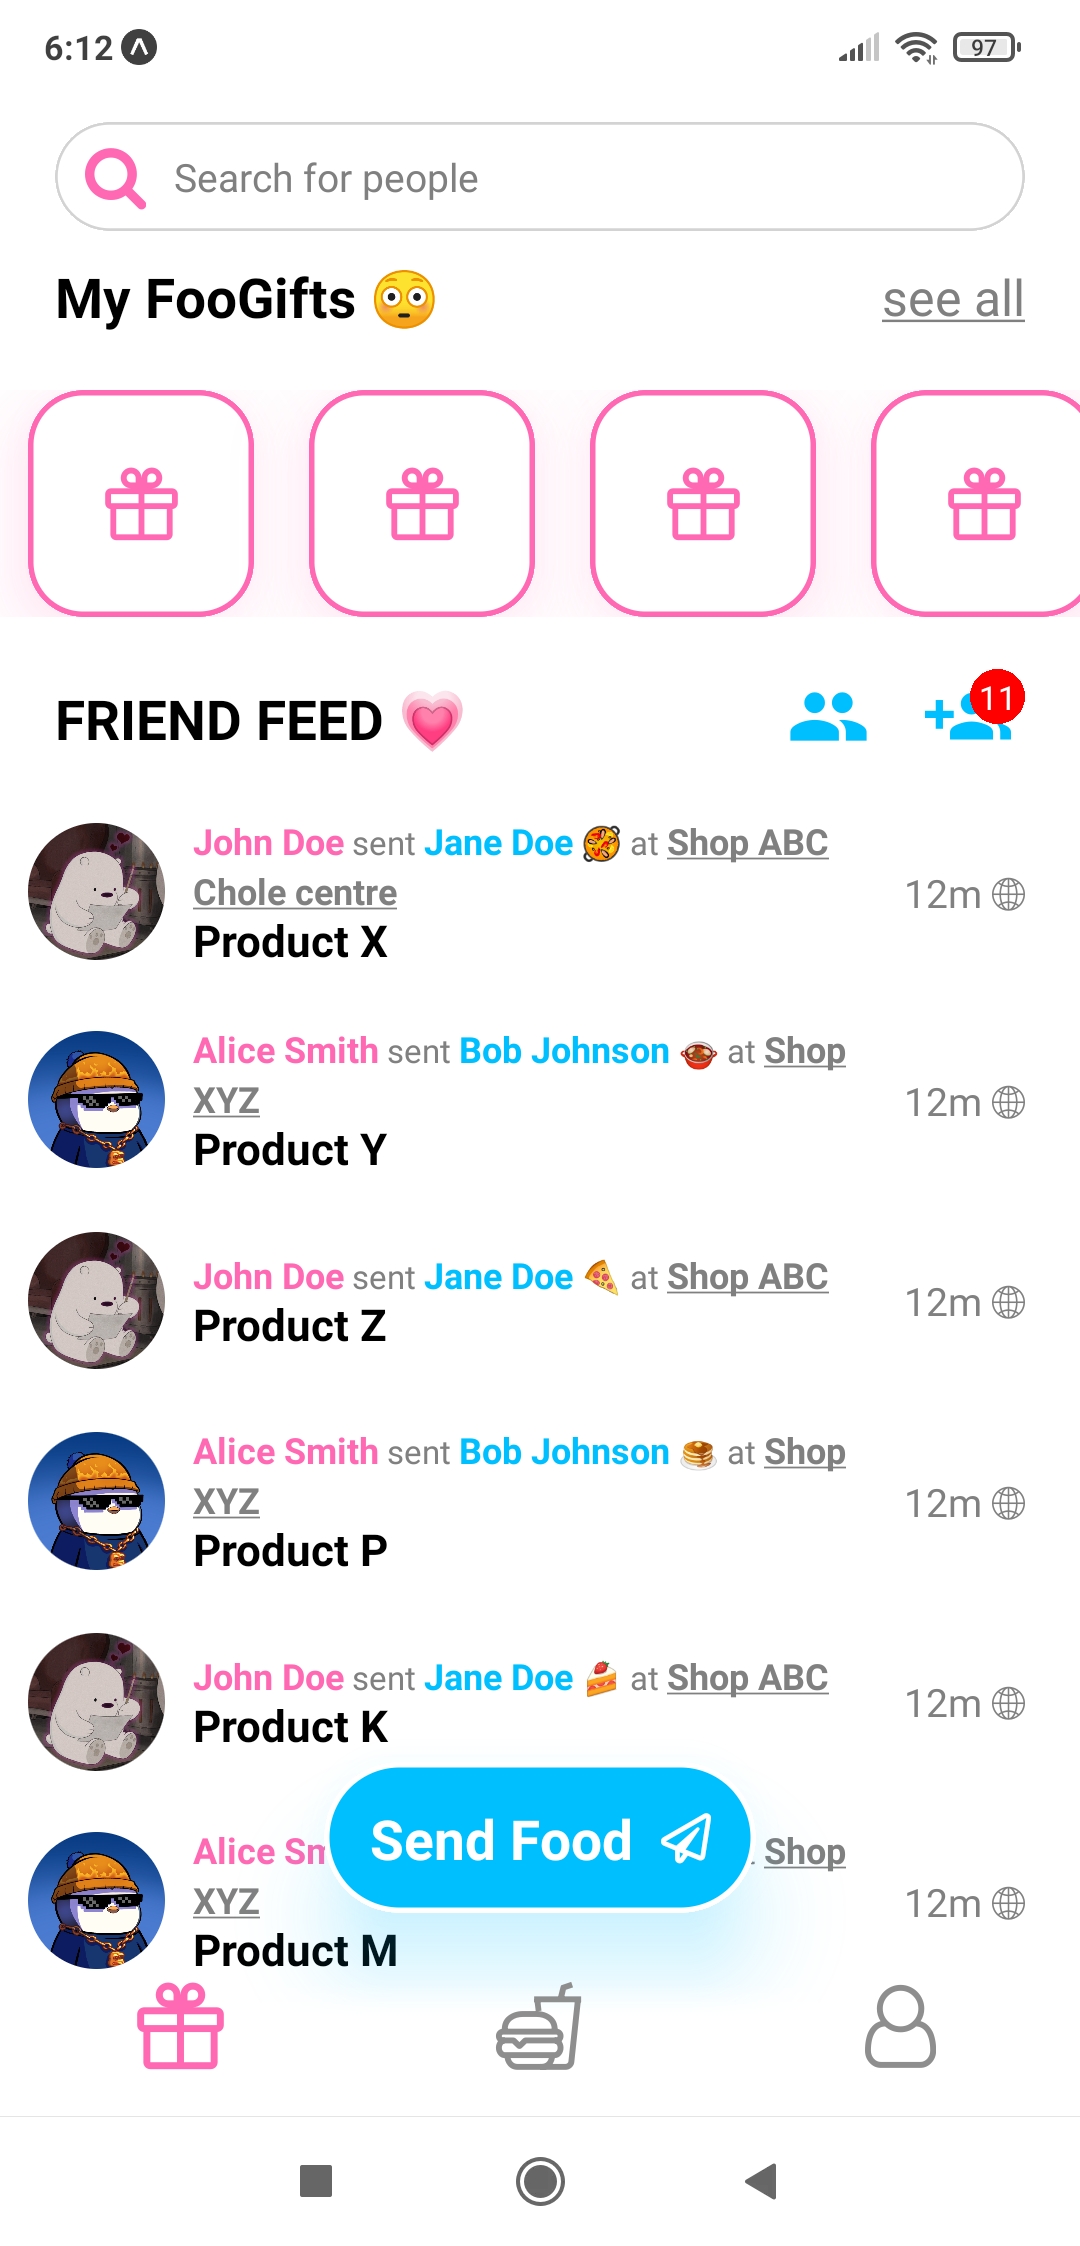 6:12
97
Search for people
My FooGifts 😳
see all
FRIEND FEED 💗
11
John Doe sent Jane Doe 🥘 at Shop ABC
Chole centre
Product X
12m
Alice Smith sent Bob Johnson 🍲 at Shop
XYZ
Product Y
12m
John Doe sent Jane Doe 🍕 at Shop ABC
Product Z
12m
Alice Smith sent Bob Johnson 🥞 at Shop
XYZ
Product P
12m
John Doe sent Jane Doe 🍰 at Shop ABC
Product K
12m
Alice Shop
XYZ
Product M
12m
Send Food